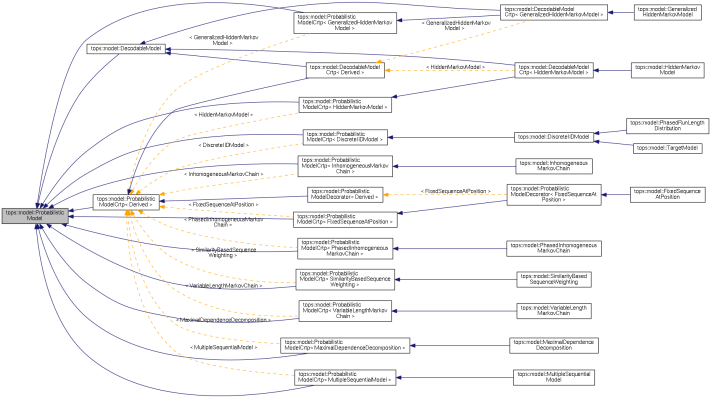 tops::model::Probabilistic
ModelCrtp< GeneralizedHiddenMarkov
Model >
tops::model::DecodableModel
Crtp< GeneralizedHiddenMarkovModel >
tops::model::Generalized
HiddenMarkovModel
< GeneralizedHiddenMarkov
Model >
< GeneralizedHiddenMarkov
Model >
tops::model::DecodableModel
tops::model::DecodableModel
Crtp< Derived >
< HiddenMarkovModel >
tops::model::DecodableModel
Crtp< HiddenMarkovModel >
tops::model::HiddenMarkov
Model
tops::model::Probabilistic
ModelCrtp< HiddenMarkovModel >
< HiddenMarkovModel >
tops::model::Probabilistic
ModelCrtp< DiscreteIIDModel >
tops::model::DiscreteIIDModel
tops::model::PhasedRunLength
Distribution
tops::model::TargetModel
< DiscreteIIDModel >
tops::model::Probabilistic
ModelCrtp< InhomogeneousMarkov
Chain >
tops::model::Inhomogeneous
MarkovChain
< InhomogeneousMarkovChain >
tops::model::Probabilistic
Model
tops::model::Probabilistic
ModelCrtp< Derived >
tops::model::Probabilistic
ModelDecorator< Derived >
< FixedSequenceAtPosition >
tops::model::Probabilistic
ModelDecorator< FixedSequenceAtPo
sition >
tops::model::FixedSequence
AtPosition
< FixedSequenceAtPosition >
tops::model::Probabilistic
ModelCrtp< FixedSequenceAtPosition >
< PhasedInhomogeneousMarkov
Chain >
tops::model::Probabilistic
ModelCrtp< PhasedInhomogeneous
MarkovChain >
tops::model::PhasedInhomogeneous
MarkovChain
< SimilarityBasedSequence
Weighting >
tops::model::Probabilistic
ModelCrtp< SimilarityBasedSequence
Weighting >
tops::model::SimilarityBased
SequenceWeighting
< VariableLengthMarkovChain >
tops::model::Probabilistic
ModelCrtp< VariableLengthMarkov
Chain >
tops::model::VariableLength
MarkovChain
< MaximalDependenceDecomposition >
tops::model::Probabilistic
ModelCrtp< MaximalDependenceDecomposition >
tops::model::MaximalDependence
Decomposition
< MultipleSequentialModel >
tops::model::Probabilistic
ModelCrtp< MultipleSequentialModel >
tops::model::MultipleSequential
Model